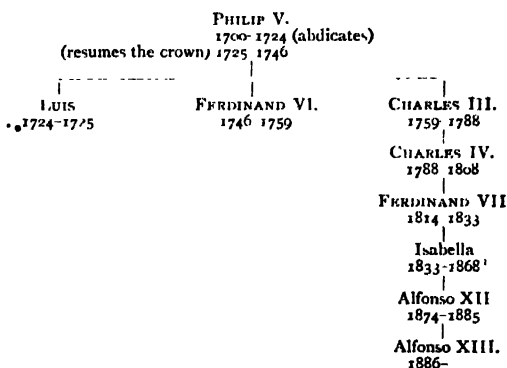 PHILIP V.
1700-1724 (abdicates)
(resumes the crown) 1725 1746
LUIS FERDINAND VI. CHARLES III.
1724-1725 1746 1759 1759 1788
CHARLES IV.
1788 1808
FERDINAND VII
1814 1833
Isabella
1833-1868¹
Alfonso XII
1874-1885
Alfonso XIII.
1886-